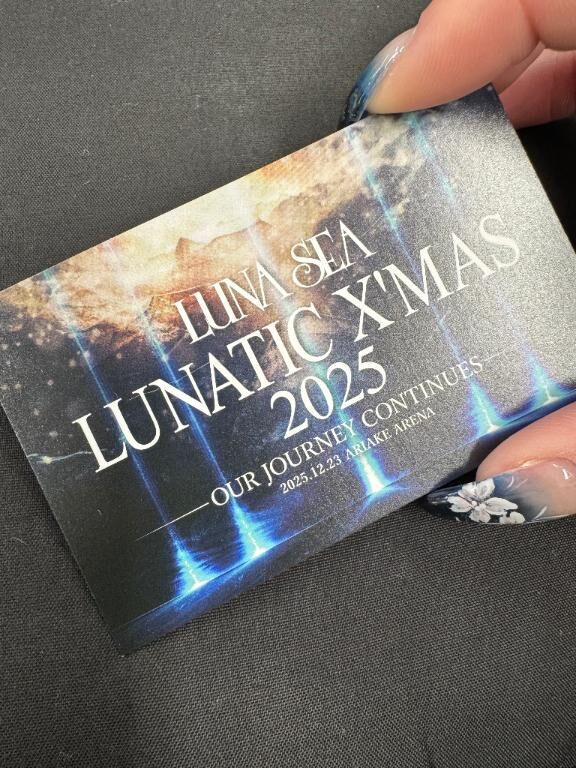 LUNA SEA
LUNATIC X'MAS
2025
OUR JOURNEY CONTINUES
2025.12.23 ARIAKE ARENA